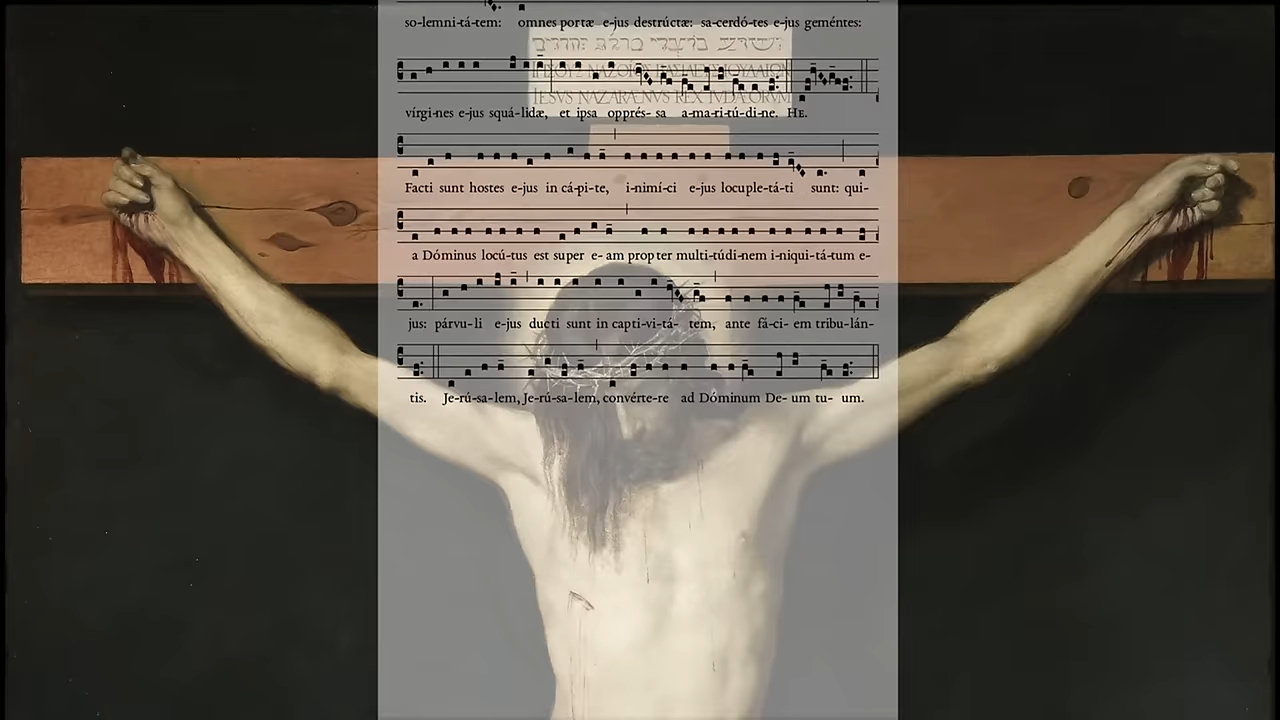 so-lemni-tá-tem: omnes portæ e-jus destrúctæ: sa-cerdó-tes e-jus geméntes:
JESVS NAZARANVS REX IVDÆORVM
vírgi-nes e-jus squá-lidæ, et ipsa opprés- sa a-ma-ri-tú-di-ne. HE.
Facti sunt hostes e-jus in cá-pi-te, i-nimí-ci e-jus locuple-tá-ti sunt: qui-
a Dóminus locú-tus est super e- am propter multi-túdi-nem i-niqui-tá-tum e-
jus: párvu-li e-jus ducti sunt in capti-vi-tá- tem, ante fá-ci- em tribu-lán-
tis. Je-rú-sa-lem, Je-rú-sa-lem, convérte-re ad Dóminum De- um tu- um.